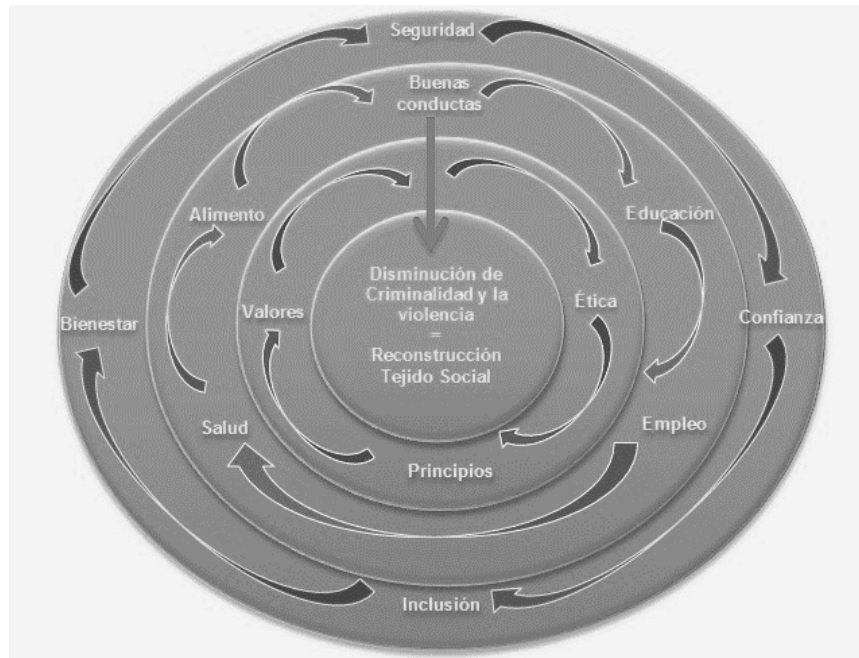 Seguridad
Buenas
conductas
Alimento
Educación
Disminución de
Criminalidad y la
violencia
=
Reconstrucción
Tejido Social
Valores
Ética
Bienestar
Confianza
Salud
Empleo
Principios
Inclusión